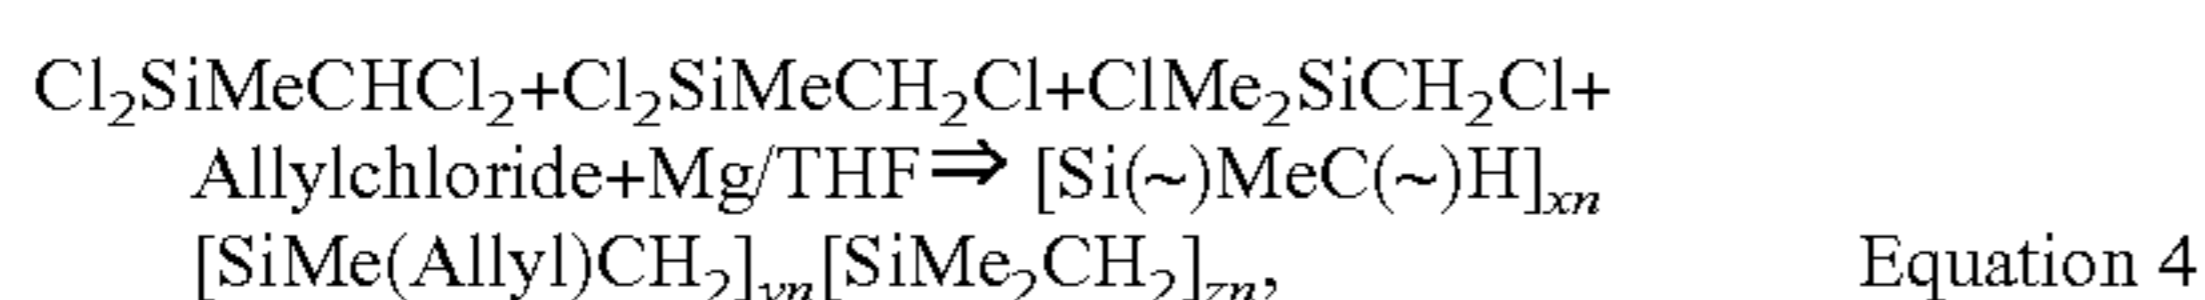 Cl₂SiMeCHCl₂+Cl₂SiMeCH₂Cl+ClMe₂SiCH₂Cl+
Allylchloride+Mg/THF⇒ [Si(~)MeC(~)H]ₓₙ
[SiMe(Allyl)CH₂]yn[SiMe₂CH₂]zn, Equation 4